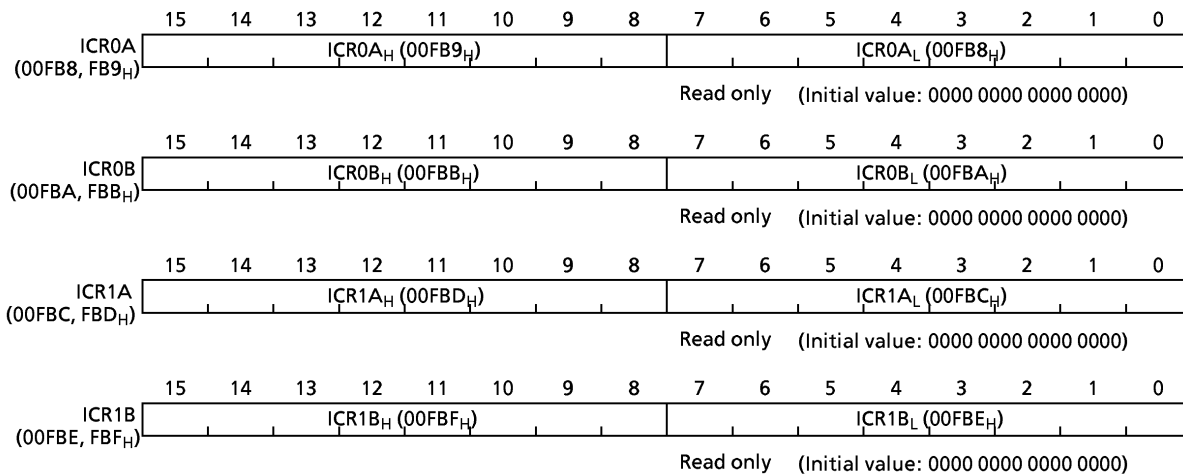 15 14 13 12 11 10 9 8 7 6 5 4 3 2 1 0
ICR0A
(00FB8, FB9H)
ICR0AH (00FB9H) ICR0AL (00FB8H)
Read only (Initial value: 0000 0000 0000 0000)
15 14 13 12 11 10 9 8 7 6 5 4 3 2 1 0
ICR0B
(00FBA, FBBH)
ICR0BH (00FBBH) ICR0BL (00FBAH)
Read only (Initial value: 0000 0000 0000 0000)
15 14 13 12 11 10 9 8 7 6 5 4 3 2 1 0
ICR1A
(00FBC, FBDH)
ICR1AH (00FBDH) ICR1AL (00FBCH)
Read only (Initial value: 0000 0000 0000 0000)
15 14 13 12 11 10 9 8 7 6 5 4 3 2 1 0
ICR1B
(00FBE, FBFH)
ICR1BH (00FBFH) ICR1BL (00FBEH)
Read only (Initial value: 0000 0000 0000 0000)